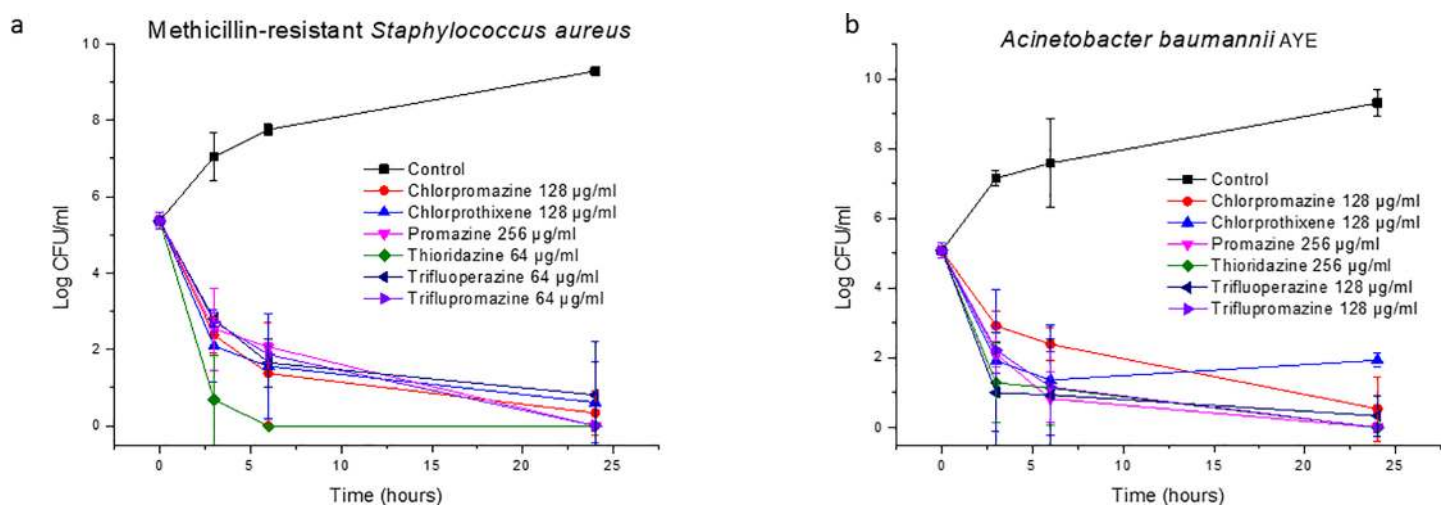 a
Methicillin-resistant Staphylococcus aureus
10
8
6
4
2
0
Log CFU/ml
Control
Chlorpromazine 128 µg/ml
Chlorprothixene 128 µg/ml
Promazine 256 µg/ml
Thioridazine 64 µg/ml
Trifluoperazine 64 µg/ml
Triflupromazine 64 µg/ml
0 5 10 15 20 25
Time (hours)
b
Acinetobacter baumannii AYE
10
8
6
4
2
0
Log CFU/ml
Control
Chlorpromazine 128 µg/ml
Chlorprothixene 128 µg/ml
Promazine 256 µg/ml
Thioridazine 256 µg/ml
Trifluoperazine 128 µg/ml
Triflupromazine 128 µg/ml
0 5 10 15 20 25
Time (hours)